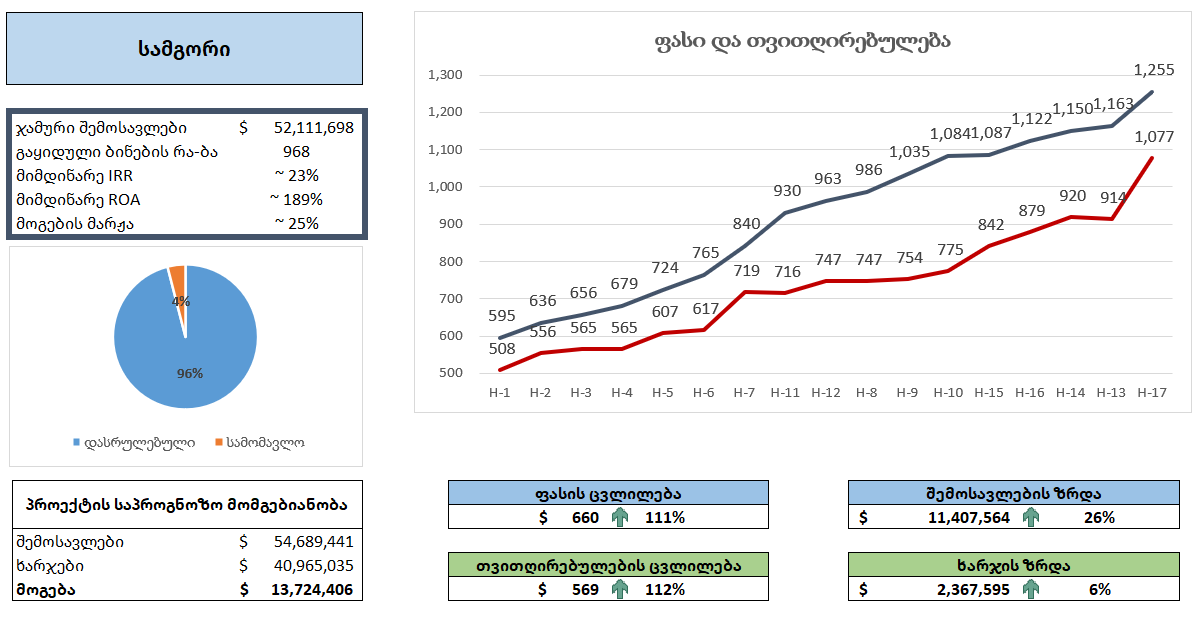 სამგორი
ჯამური შემოსავლები $ 52,111,698
გაყიდული ბინების რა-ბა 968
მიმდინარე IRR ~ 23%
მიმდინარე ROA ~ 189%
მოგების მარჟა ~ 25%
4%
96%
დასრულებული სამომავლო
პროექტის საპროგნოზო მომგებიანობა
შემოსავლები $ 54,689,441
ხარჯები $ 40,965,035
მოგება $ 13,724,406
ფასი და თვითღირებულება
1,300
1,200
1,100
1,000
900
800
700
600
500
595 636 656 679 724 765 840 930 963 986 1,035 1,084 1,087 1,122 1,150 1,163 1,255
508 556 565 565 607 617 719 716 747 747 754 775 842 879 920 914 1,077
H-1 H-2 H-3 H-4 H-5 H-6 H-7 H-11 H-12 H-8 H-9 H-10 H-15 H-16 H-14 H-13 H-17
ფასის ცვლილება
$ 660 111%
თვითღირებულების ცვლილება
$ 569 112%
შემოსავლების ზრდა
$ 11,407,564 26%
ხარჯის ზრდა
$ 2,367,595 6%